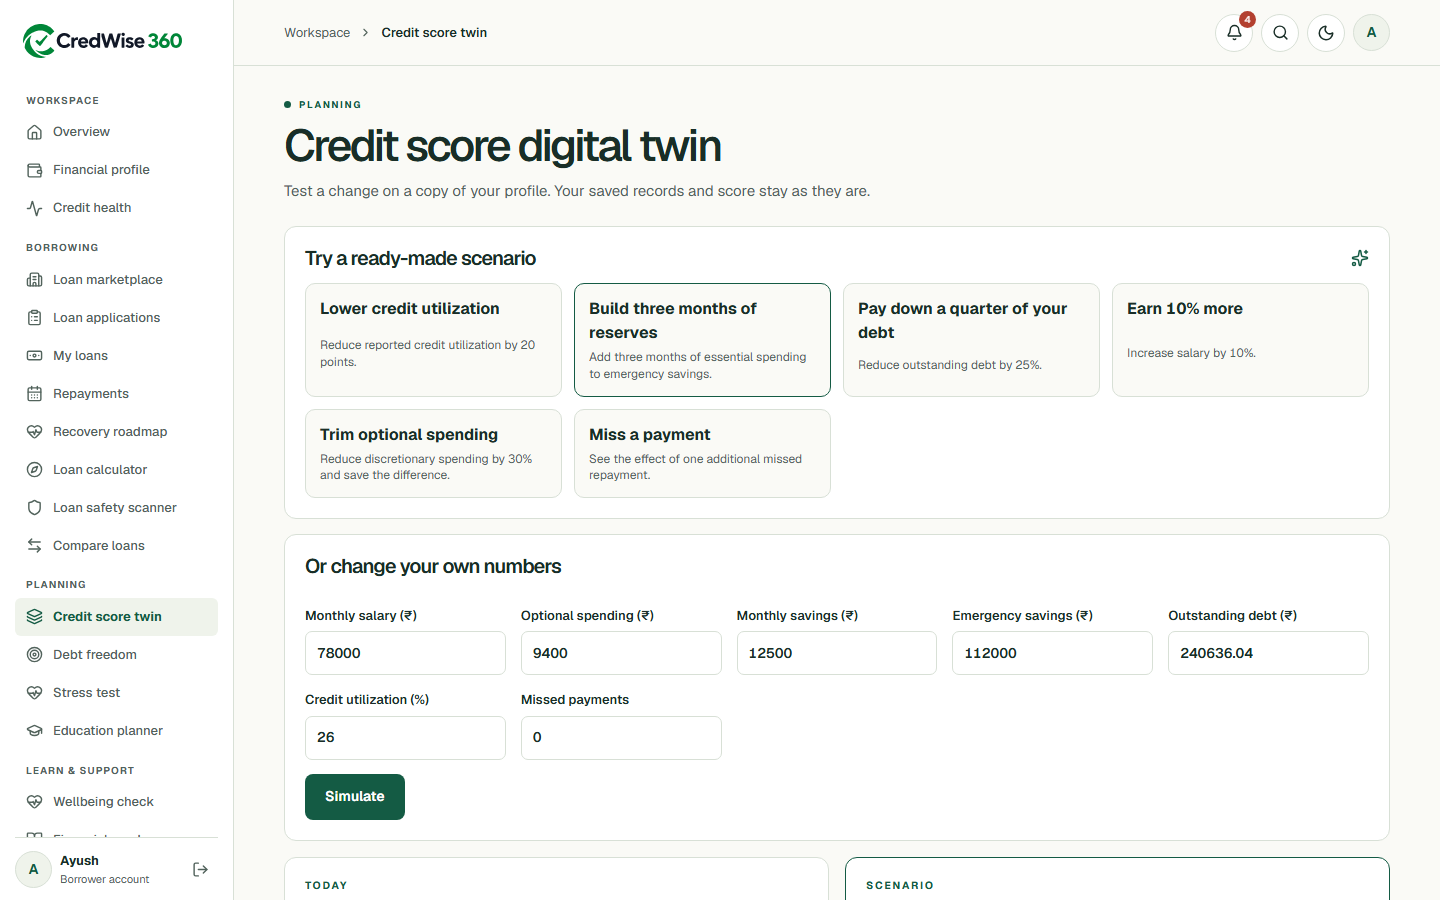 CredWise 360
WORKSPACE
Overview
Financial profile
Credit health
BORROWING
Loan marketplace
Loan applications
My loans
Repayments
Recovery roadmap
Loan calculator
Loan safety scanner
Compare loans
PLANNING
Credit score twin
Debt freedom
Stress test
Education planner
LEARN & SUPPORT
Wellbeing check
A
Ayush
Borrower account
Workspace > Credit score twin
4
A
PLANNING
Credit score digital twin
Test a change on a copy of your profile. Your saved records and score stay as they are.
Try a ready-made scenario
Lower credit utilization
Reduce reported credit utilization by 20
points.
Build three months of
reserves
Add three months of essential spending
to emergency savings.
Pay down a quarter of your
debt
Reduce outstanding debt by 25%.
Earn 10% more
Increase salary by 10%.
Trim optional spending
Reduce discretionary spending by 30%
and save the difference.
Miss a payment
See the effect of one additional missed
repayment.
Or change your own numbers
Monthly salary (₹)
78000
Optional spending (₹)
9400
Monthly savings (₹)
12500
Emergency savings (₹)
112000
Outstanding debt (₹)
240636.04
Credit utilization (%)
26
Missed payments
0
Simulate
TODAY
SCENARIO